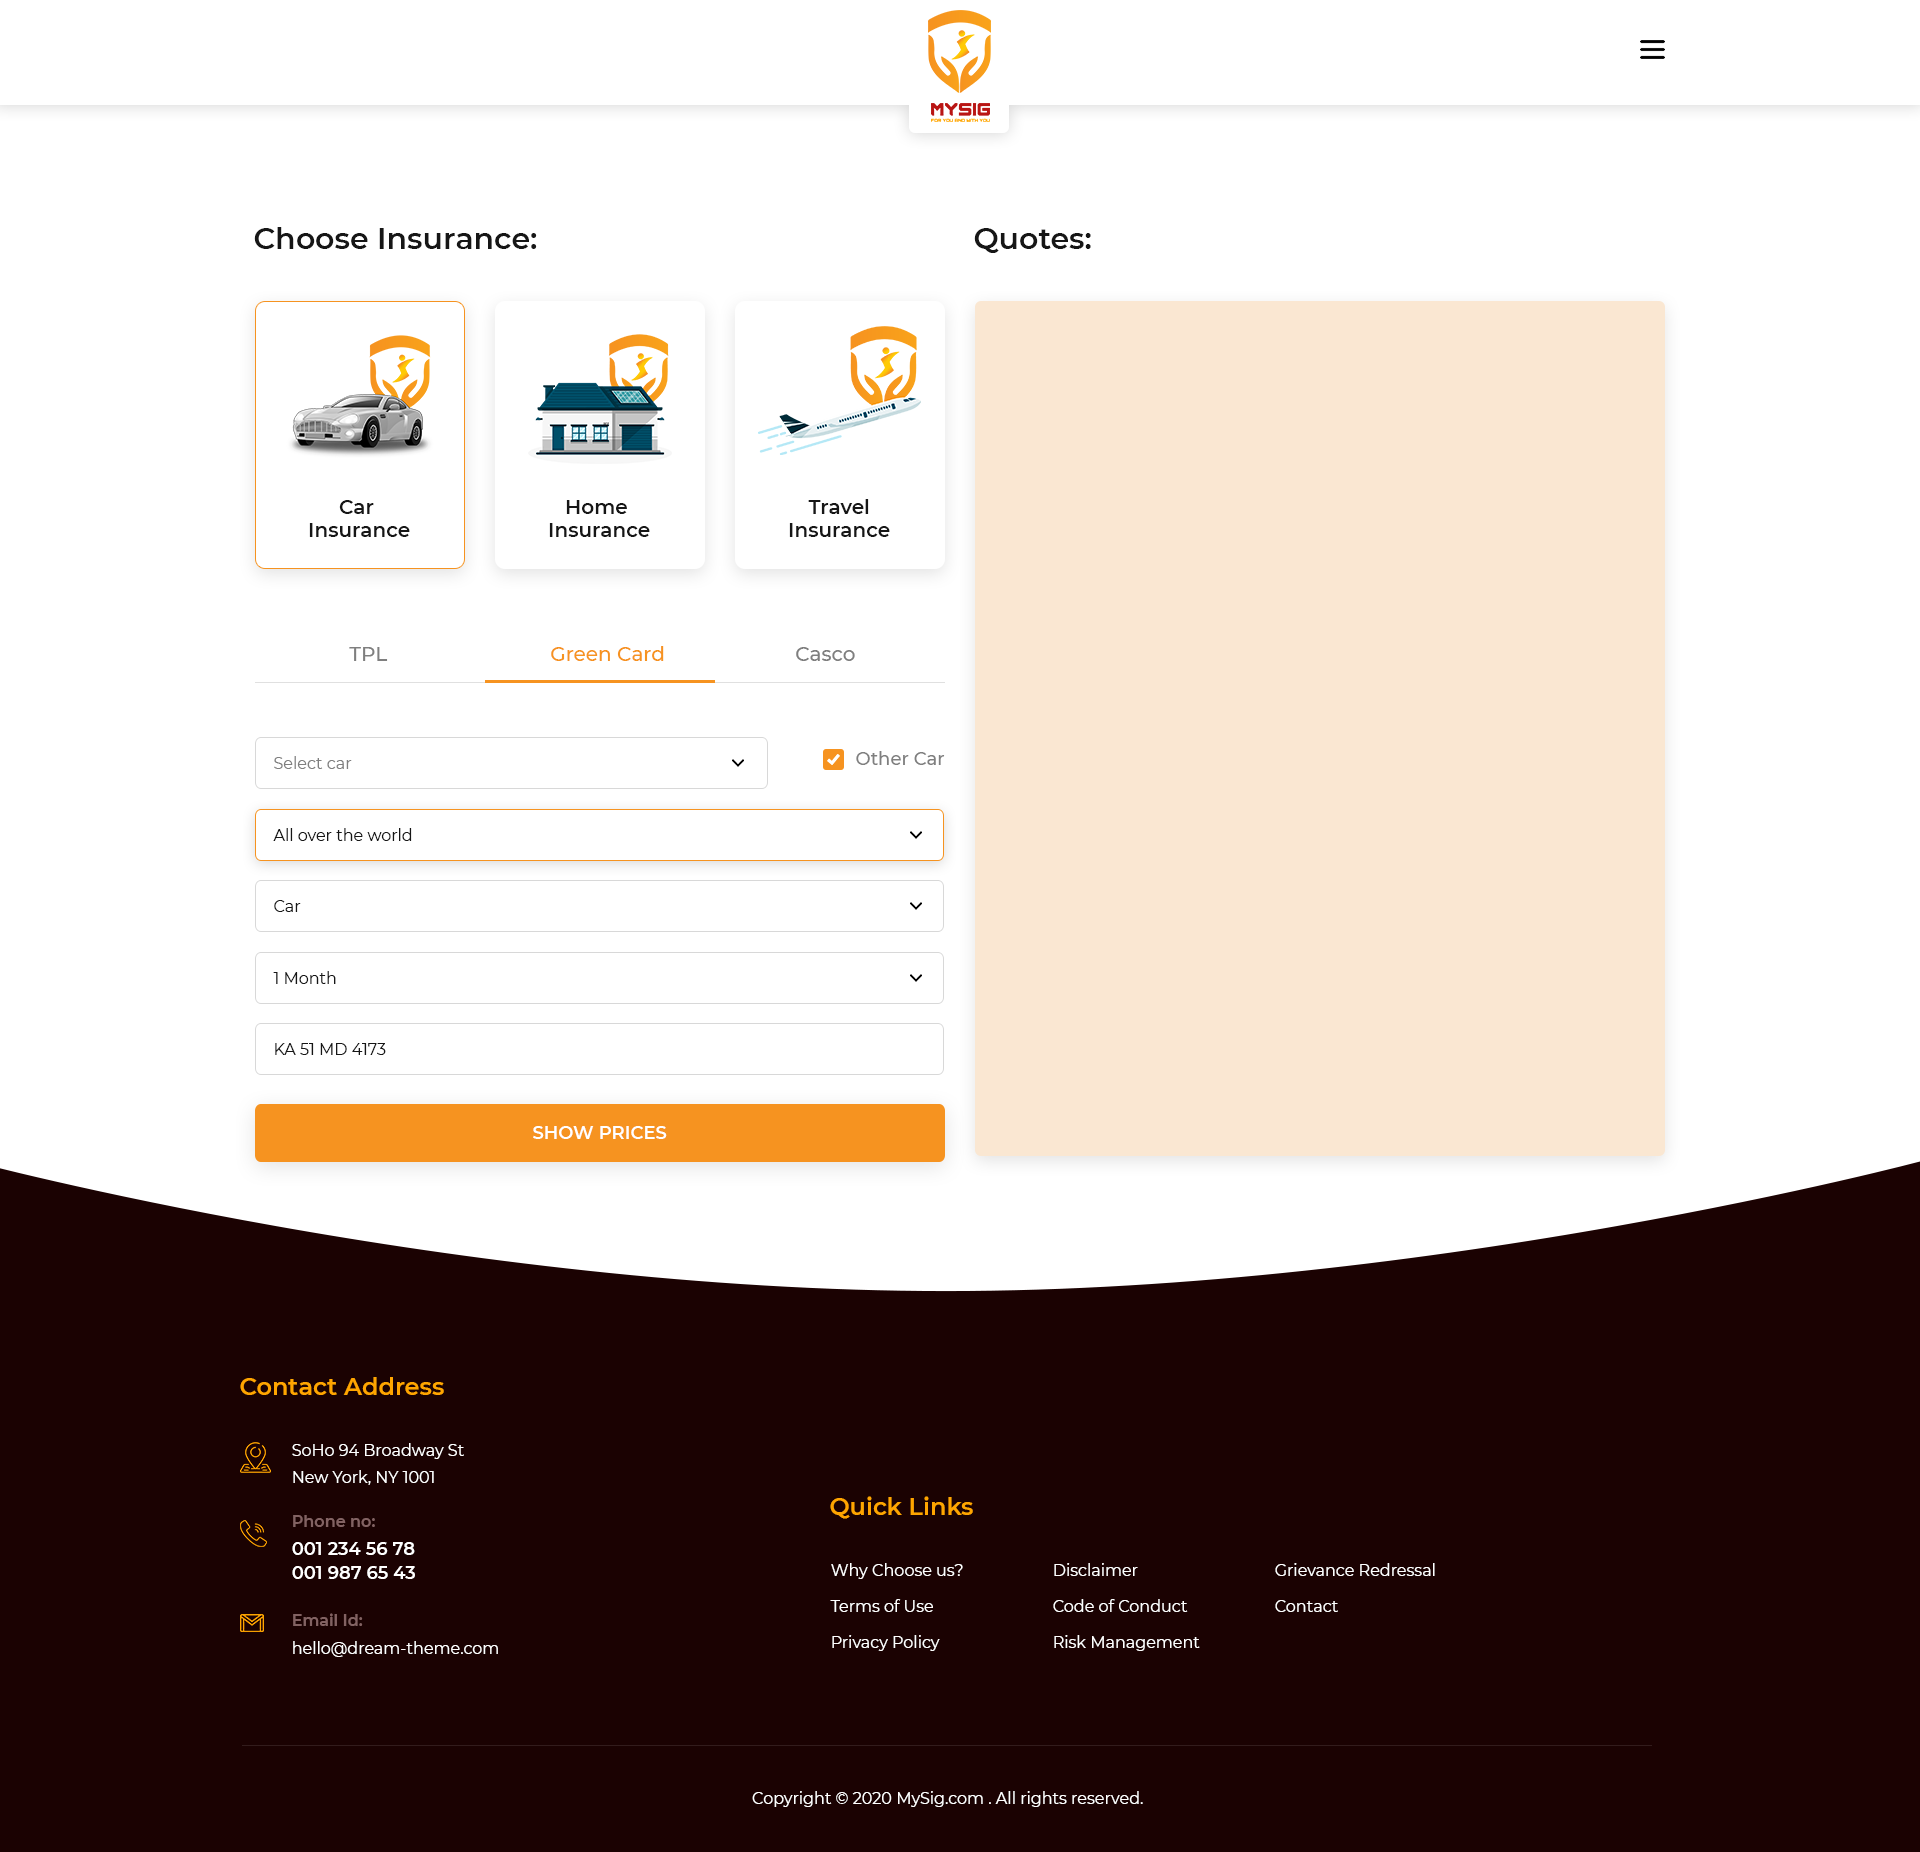 MYSIG
FOR YOU AND WITH YOU
Choose Insurance:
Quotes:
Car
Insurance
Home
Insurance
Travel
Insurance
TPL
Green Card
Casco
Select car
Other Car
All over the world
Car
1 Month
KA 51 MD 4173
SHOW PRICES
Contact Address
SoHo 94 Broadway St
New York, NY 1001
Phone no:
001 234 56 78
001 987 65 43
Email Id:
hello@dream-theme.com
Quick Links
Why Choose us?
Disclaimer
Grievance Redressal
Terms of Use
Code of Conduct
Contact
Privacy Policy
Risk Management
Copyright © 2020 MySig.com . All rights reserved.